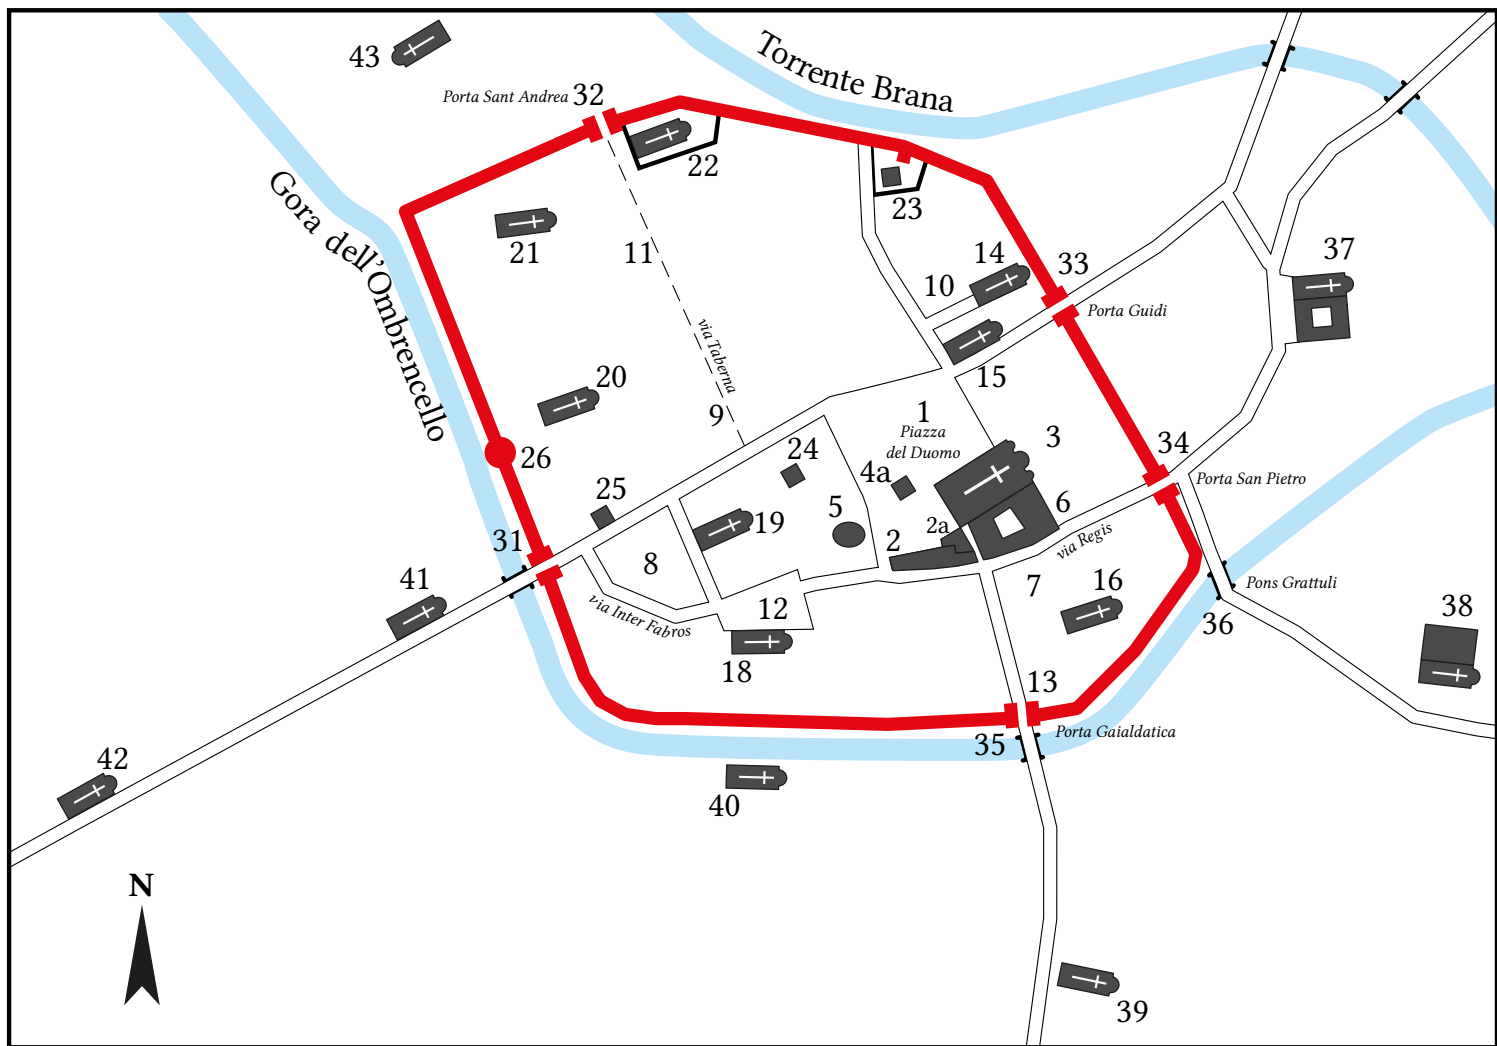 43
Porta Sant Andrea
32
Torrente Brana
22
23
21
11
Gora dell'Ombrencello
14
33
37
10
Porta Guidi
via Taberna
20
15
9
1
Piazza
del Duomo
3
34
24
4a
26
Porta San Pietro
25
5
19
6
2a
31
2
via Regis
8
7
16
41
Pons Grattuli
via Inter Fabros
12
38
36
18
13
35
Porta Gaialdatica
42
40
N
39